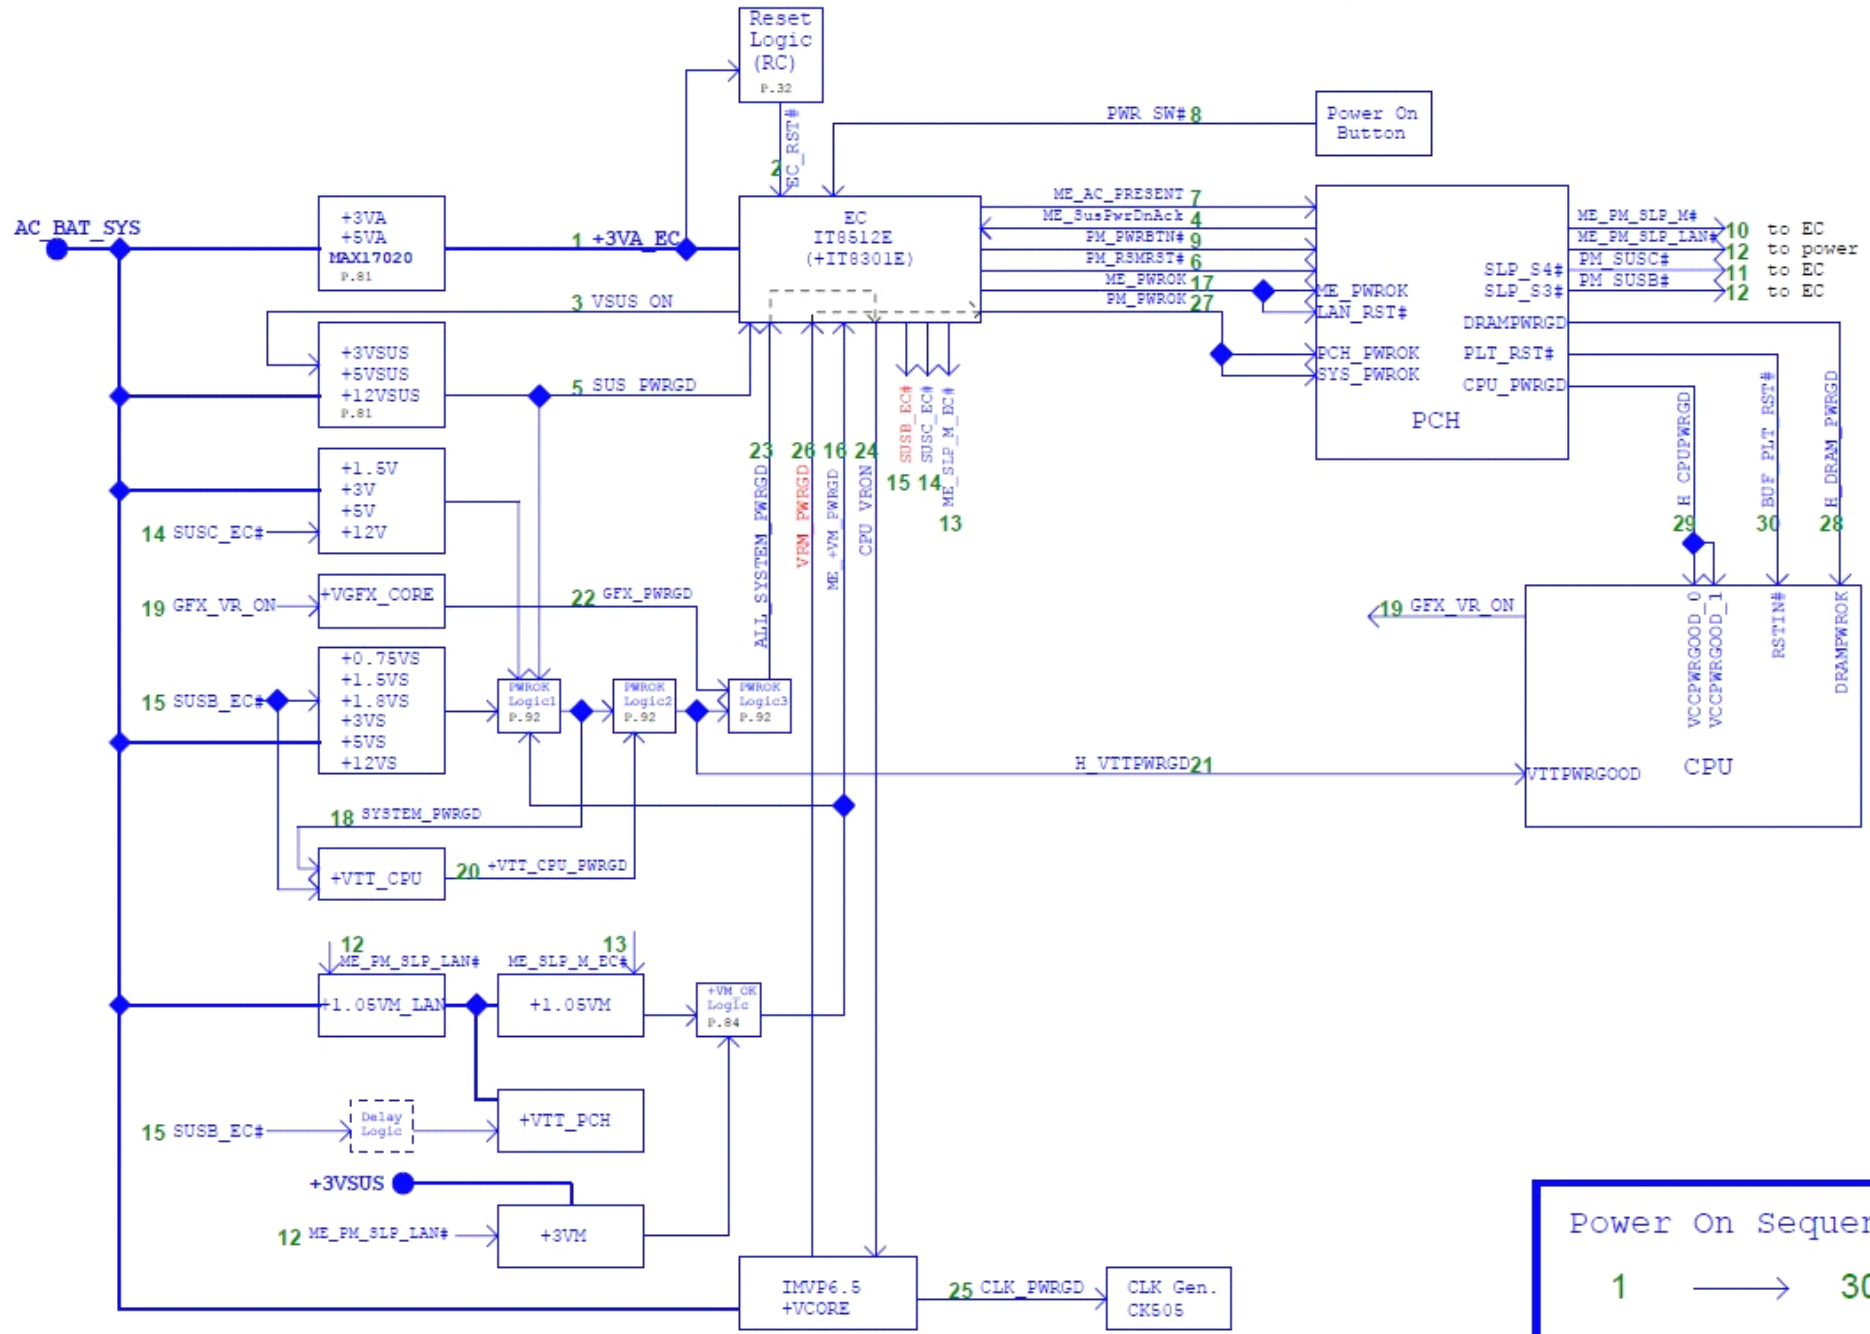 Reset
Logic
(RC)
P.32
EC_RST#
2
PWR SW# 8
Power On
Button
AC_BAT_SYS
+3VA
+5VA
MAX17020
P.81
1 +3VA_EC
EC
IT8512E
(+IT8301E)
ME_AC_PRESENT 7
ME_SusPwrDnAck 4
PM_PWRBTN# 9
PM_RSMRST# 6
ME_PWROK 17
PM_PWROK 27
ME_PWROK
LAN_RST#
PCH_PWROK
SYS_PWROK
SLP_S4#
SLP_S3#
DRAMPWRGD
PLT_RST#
CPU_PWRGD
PCH
ME_PM_SLP_M# 10 to EC
ME_PM_SLP_LAN# 12 to power
PM_SUSC# 11 to EC
PM_SUSB# 12 to EC
3 VSUS_ON
+3VSUS
+5VSUS
+12VSUS
P.81
5 SUS_PWRGD
+1.5V
+3V
+5V
+12V
14 SUSC_EC#
19 GFX_VR_ON
+VGFX_CORE
22 GFX_PWRGD
+0.75VS
+1.5VS
+1.8VS
+3VS
+5VS
+12VS
15 SUSB_EC#
PWROK
Logic1
P.92
PWROK
Logic2
P.92
PWROK
Logic3
P.92
23
ALL_SYSTEM_PWRGD
26
VRM_PWRGD
16
ME_+VM_PWRGD
24
CPU_VRON
SUSB_EC#
15
SUSC_EC#
14
ME_SLP_M_EC#
13
H_CPUPWRGD
29
BUF_PLT_RST#
30
H_DRAM_PWRGD
28
19 GFX_VR_ON
VCCPWRGOOD_0
VCCPWRGOOD_1
RSTIN#
DRAMPWROK
CPU
H_VTTPWRGD 21
VTTPWRGOOD
18 SYSTEM_PWRGD
+VTT_CPU
20 +VTT_CPU_PWRGD
12
ME_PM_SLP_LAN#
13
ME_SLP_M_EC#
+1.05VM_LAN
+1.05VM
+VM_OK
Logic
P.84
15 SUSB_EC#
Delay
Logic
+VTT_PCH
+3VSUS
12 ME_PM_SLP_LAN#
+3VM
IMVP6.5
+VCORE
25 CLK_PWRGD
CLK Gen.
CK505
Power On Sequen
1 30